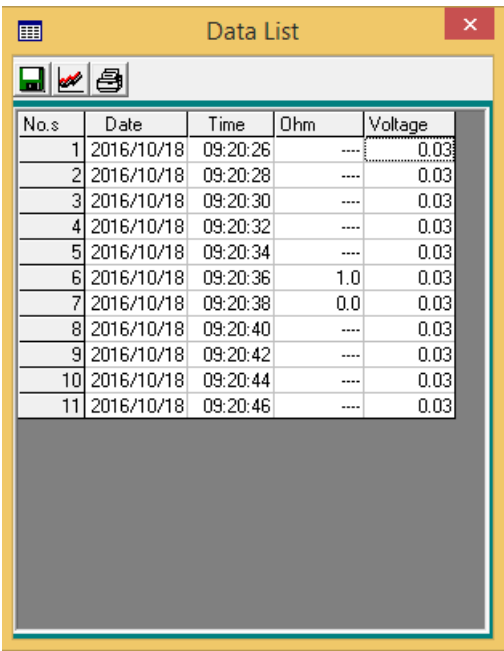 Data List
No.s Date Time Ohm Voltage
1 2016/10/18 09:20:26 ---- 0.03
2 2016/10/18 09:20:28 ---- 0.03
3 2016/10/18 09:20:30 ---- 0.03
4 2016/10/18 09:20:32 ---- 0.03
5 2016/10/18 09:20:34 ---- 0.03
6 2016/10/18 09:20:36 1.0 0.03
7 2016/10/18 09:20:38 0.0 0.03
8 2016/10/18 09:20:40 ---- 0.03
9 2016/10/18 09:20:42 ---- 0.03
10 2016/10/18 09:20:44 ---- 0.03
11 2016/10/18 09:20:46 ---- 0.03